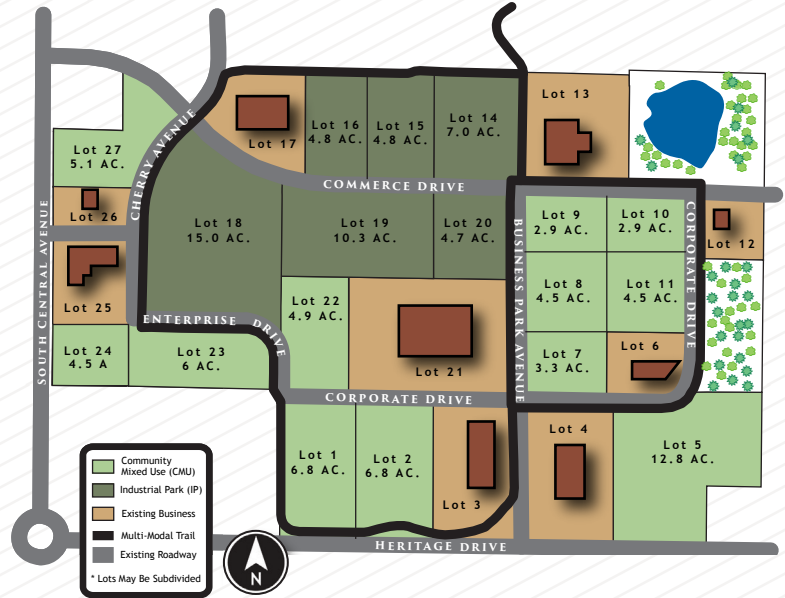 Lot 13
Lot 17
Lot 16
4.8 AC.
Lot 15
4.8 AC.
Lot 14
7.0 AC.
Lot 27
5.1 AC.
CHERRY AVENUE
COMMERCE DRIVE
Lot 26
SOUTH CENTRAL AVENUE
Lot 18
15.0 AC.
Lot 19
10.3 AC.
Lot 20
4.7 AC.
BUSINESS PARK AVENUE
Lot 9
2.9 AC.
Lot 10
2.9 AC.
CORPORATE DRIVE
Lot 12
Lot 25
Lot 22
4.9 AC.
Lot 8
4.5 AC.
Lot 11
4.5 AC.
ENTERPRISE DRIVE
Lot 24
4.5 A
Lot 23
6 AC.
Lot 21
Lot 7
3.3 AC.
Lot 6
CORPORATE DRIVE
Lot 1
6.8 AC.
Lot 2
6.8 AC.
Lot 3
Lot 4
Lot 5
12.8 AC.
Community
Mixed Use (CMU)
Industrial Park (IP)
Existing Business
Multi-Modal Trail
Existing Roadway
* Lots May Be Subdivided
N
HERITAGE DRIVE